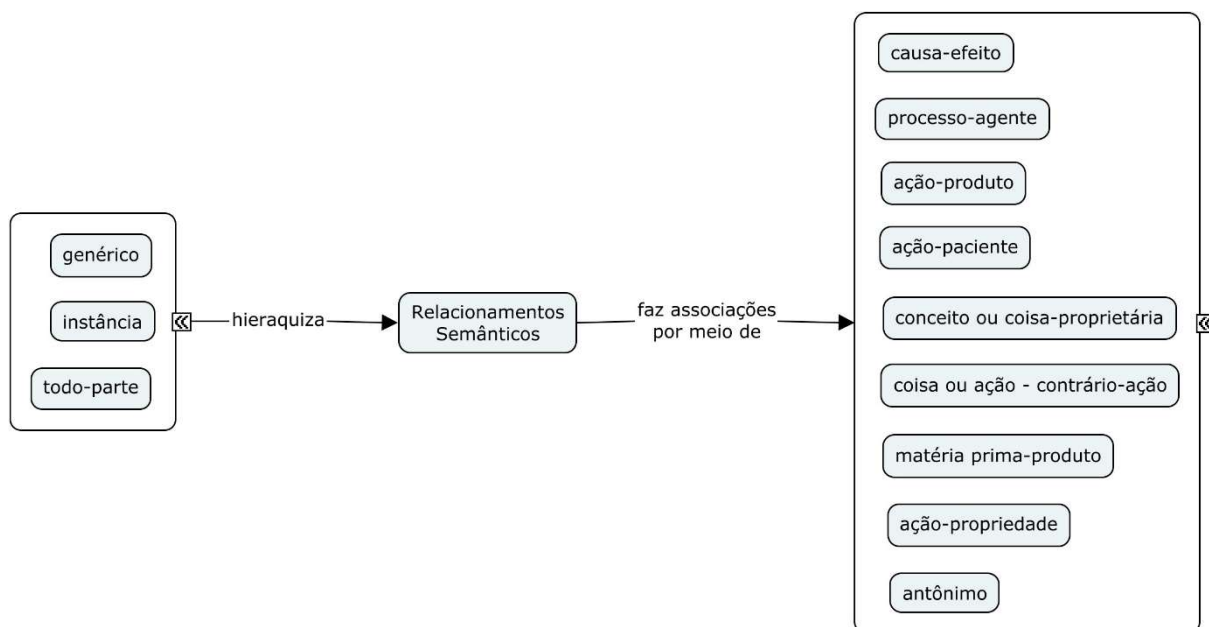 genérico
instância
todo-parte
hieraquiza
Relacionamentos
Semânticos
faz associações
por meio de
causa-efeito
processo-agente
ação-produto
ação-paciente
conceito ou coisa-proprietária
coisa ou ação - contrário-ação
matéria prima-produto
ação-propriedade
antônimo